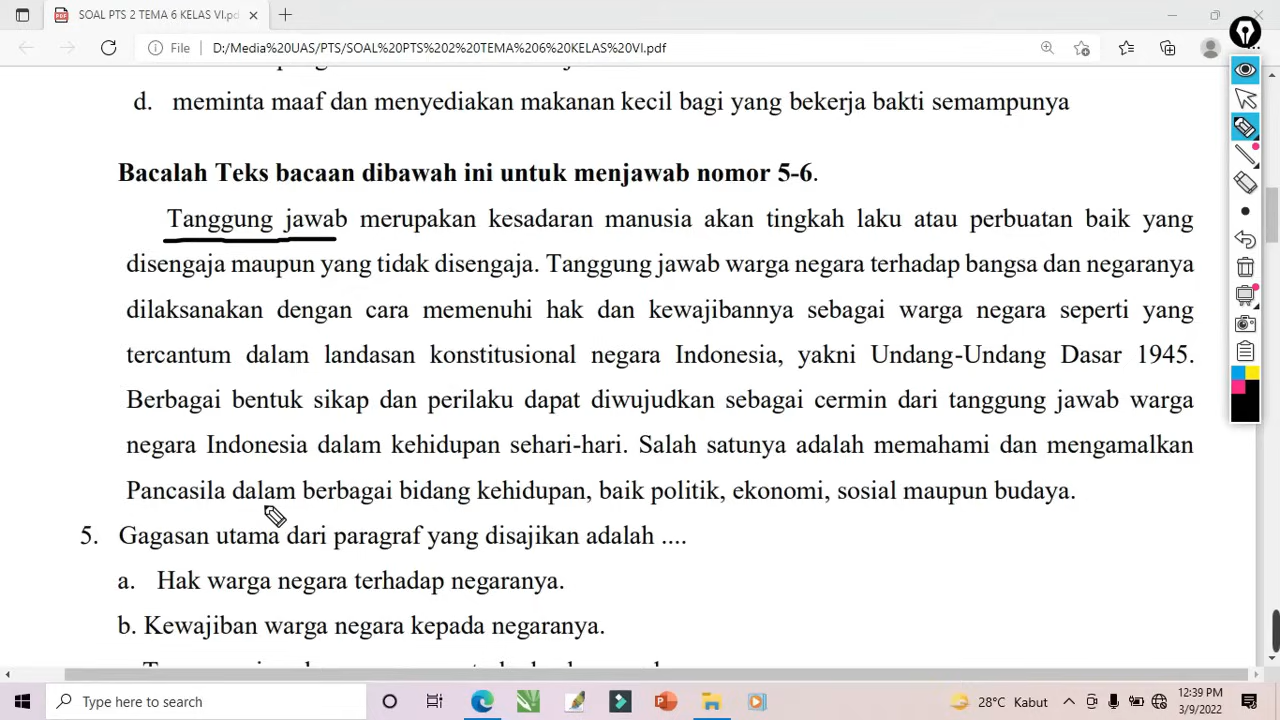 SOAL PTS 2 TEMA 6 KELAS VI.pdf
File D:/Media%20UAS/PTS/SOAL%20PTS%202%20TEMA%206%20KELAS%20VI.pdf
d. meminta maaf dan menyediakan makanan kecil bagi yang bekerja bakti semampunya
Bacalah Teks bacaan dibawah ini untuk menjawab nomor 5-6.
Tanggung jawab merupakan kesadaran manusia akan tingkah laku atau perbuatan baik yang
disengaja maupun yang tidak disengaja. Tanggung jawab warga negara terhadap bangsa dan negaranya
dilaksanakan dengan cara memenuhi hak dan kewajibannya sebagai warga negara seperti yang
tercantum dalam landasan konstitusional negara Indonesia, yakni Undang-Undang Dasar 1945.
Berbagai bentuk sikap dan perilaku dapat diwujudkan sebagai cermin dari tanggung jawab warga
negara Indonesia dalam kehidupan sehari-hari. Salah satunya adalah memahami dan mengamalkan
Pancasila dalam berbagai bidang kehidupan, baik politik, ekonomi, sosial maupun budaya.
5. Gagasan utama dari paragraf yang disajikan adalah ....
a. Hak warga negara terhadap negaranya.
b. Kewajiban warga negara kepada negaranya.
Type here to search
28°C Kabut
12:39 PM
3/9/2022